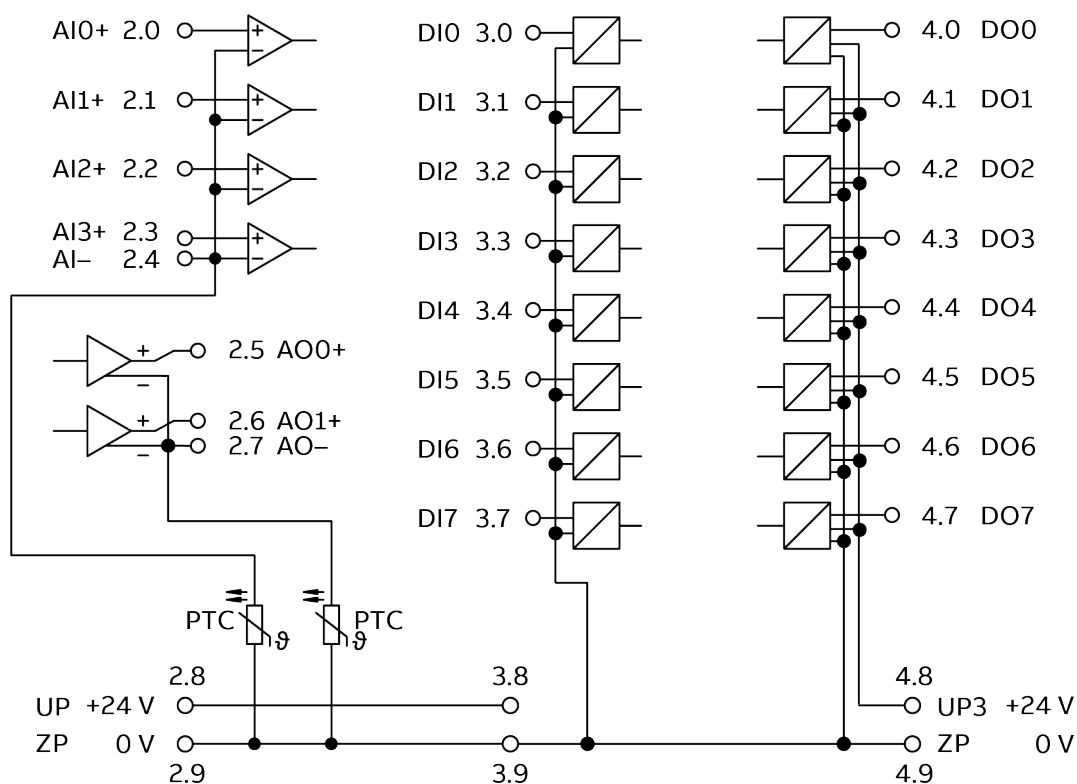 AI0+ 2.0
+
−
AI1+ 2.1
+
−
AI2+ 2.2
+
−
AI3+ 2.3
+
AI− 2.4
−
+
2.5 AO0+
−
+
2.6 AO1+
2.7 AO−
−
DI0 3.0
DI1 3.1
DI2 3.2
DI3 3.3
DI4 3.4
DI5 3.5
DI6 3.6
DI7 3.7
4.0 DO0
4.1 DO1
4.2 DO2
4.3 DO3
4.4 DO4
4.5 DO5
4.6 DO6
4.7 DO7
PTC
ϑ
PTC
ϑ
2.8
3.8
4.8
UP +24 V
UP3 +24 V
ZP 0 V
ZP 0 V
2.9
3.9
4.9